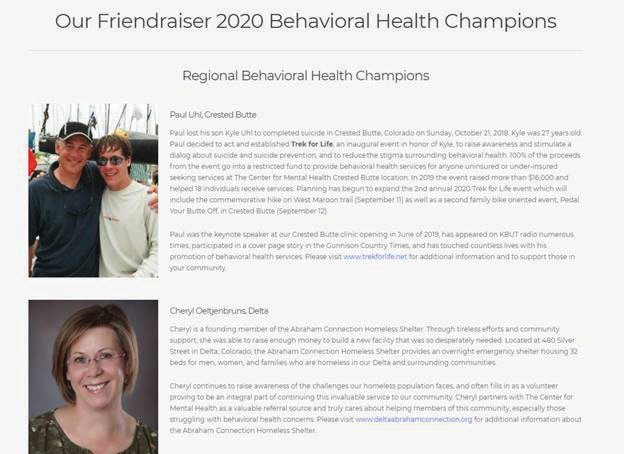 Our Friendraiser 2020 Behavioral Health Champions
Regional Behavioral Health Champions
Paul Uhl, Crested Butte
Paul lost his son Kyle Uhl to completed suicide in Crested Butte, Colorado on Sunday, October 21, 2018. Kyle was 27 years old.
Paul decided to act and established Trek for Life, an inaugural event in honor of Kyle, to raise awareness and stimulate a
dialog about suicide and suicide prevention, and to reduce the stigma surrounding behavioral health. 100% of the proceeds
from the event go into a restricted fund to provide behavioral health services for anyone uninsured or under-insured
seeking services at The Center for Mental Health Crested Butte location. In 2019 the event raised more than $16,000 and
helped 18 individuals receive services. Planning has begun to expand the 2nd annual 2020 Trek for Life event which will
include the commemorative hike on West Maroon trail (September 11) as well as a second family bike oriented event, Pedal
Your Butte Off, in Crested Butte (September 12).
Paul was the keynote speaker at our Crested Butte clinic opening in June of 2019, has appeared on KBUT radio numerous
times, participated in a cover page story in the Gunnison Country Times, and has touched countless lives with his
promotion of behavioral health services. Please visit www.trekforlife.net for additional information and to support those in
your community.
Cheryl Oeltjenbruns, Delta
Cheryl is a founding member of the Abraham Connection Homeless Shelter. Through tireless efforts and community
support, she was able to raise enough money to build a new facility that was so desperately needed. Located at 480 Silver
Street in Delta, Colorado, the Abraham Connection Homeless Shelter provides an overnight emergency shelter housing 32
beds for men, women, and families who are homeless in our Delta and surrounding communities.
Cheryl continues to raise awareness of the challenges our homeless population faces, and often fills in as a volunteer
proving to be an integral part of continuing this invaluable service to our community. Cheryl partners with The Center for
Mental Health as a valuable referral source and truly cares about helping members of this community, especially those
struggling with behavioral health concerns. Please visit www.deltaabrahamconnection.org for additional information about
the Abraham Connection Homeless Shelter.